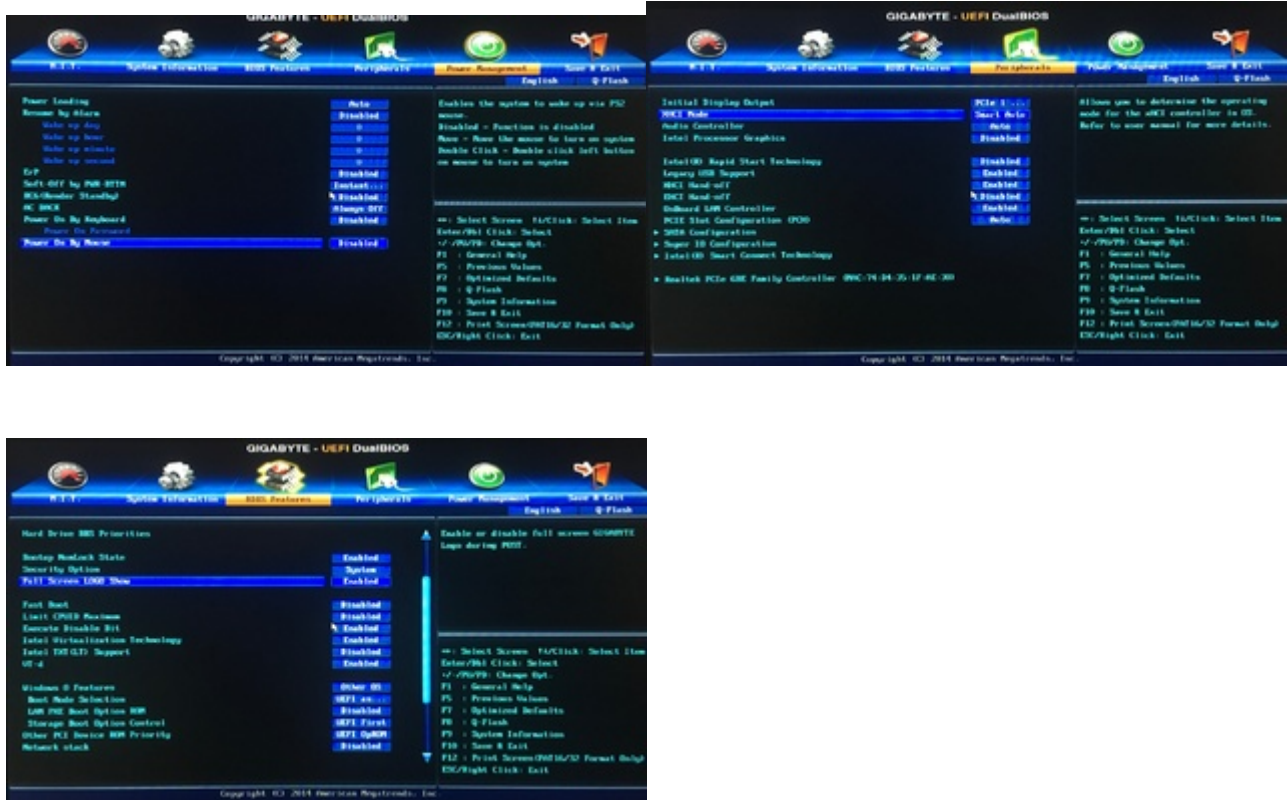 GIGABYTE - UEFI DualBIOS
M.I.T. System Information BIOS Features Peripherals Power Management Save & Exit
English Q-Flash
Power Loading Auto
Resume by Alarm Disabled
Wake up day 0
Wake up hour 0
Wake up minute 0
Wake up second 0
ErP Disabled
Soft-Off by PWR-BTTN Instant...
RC6(Render Standby) Disabled
AC BACK Always Off
Power On By Keyboard Disabled
Power On Password
Power On By Mouse Disabled
Enables the system to wake up via PS2
mouse.
Disabled - Function is disabled
Move - Move the mouse to turn on system
Double Click - Double click left button
on mouse to turn on system
: Select Screen /Click: Select Item
Enter/Dbl Click: Select
+/-/PU/PD: Change Opt.
F1 : General Help
F5 : Previous Values
F7 : Optimized Defaults
F8 : Q-Flash
F9 : System Information
F10 : Save & Exit
F12 : Print Screen(FAT16/32 Format Only)
ESC/Right Click: Exit
Copyright (C) 2014 American Megatrends, Inc.
GIGABYTE - UEFI DualBIOS
M.I.T. System Information BIOS Features Peripherals Power Management Save & Exit
English Q-Flash
Initial Display Output PCIe 1 ...
XHCI Mode Smart Auto
Audio Controller Auto
Intel Processor Graphics Disabled
Intel(R) Rapid Start Technology Disabled
Legacy USB Support Enabled
XHCI Hand-off Enabled
EHCI Hand-off Disabled
OnBoard LAN Controller Enabled
PCIE Slot Configuration (PCH) Auto
SATA Configuration
Super IO Configuration
Intel(R) Smart Connect Technology
Realtek PCIe GBE Family Controller
Allows you to determine the operating
mode for the xHCI controller in OS.
Refer to user manual for more details.
: Select Screen /Click: Select Item
Enter/Dbl Click: Select
+/-/PU/PD: Change Opt.
F1 : General Help
F5 : Previous Values
F7 : Optimized Defaults
F8 : Q-Flash
F9 : System Information
F10 : Save & Exit
F12 : Print Screen(FAT16/32 Format Only)
ESC/Right Click: Exit
Copyright (C) 2014 American Megatrends, Inc.
GIGABYTE - UEFI DualBIOS
M.I.T. System Information BIOS Features Peripherals Power Management Save & Exit
English Q-Flash
Hard Drive BBS Priorities
Bootup NumLock State Enabled
Security Option System
Full Screen LOGO Show Enabled
Fast Boot Disabled
Limit CPUID Maximum Disabled
Execute Disable Bit Enabled
Intel Virtualization Technology Enabled
Intel TXT(LT) Support Disabled
VT-d Enabled
Windows 8 Features Other OS
Boot Mode Selection UEFI an...
LAN PXE Boot Option ROM Disabled
Storage Boot Option Control UEFI First
Other PCI Device ROM Priority UEFI OpROM
Network stack Disabled
Enable or disable full screen GIGABYTE
Logo during POST.
: Select Screen /Click: Select Item
Enter/Dbl Click: Select
+/-/PU/PD: Change Opt.
F1 : General Help
F5 : Previous Values
F7 : Optimized Defaults
F8 : Q-Flash
F9 : System Information
F10 : Save & Exit
F12 : Print Screen(FAT16/32 Format Only)
ESC/Right Click: Exit
Copyright (C) 2014 American Megatrends, Inc.